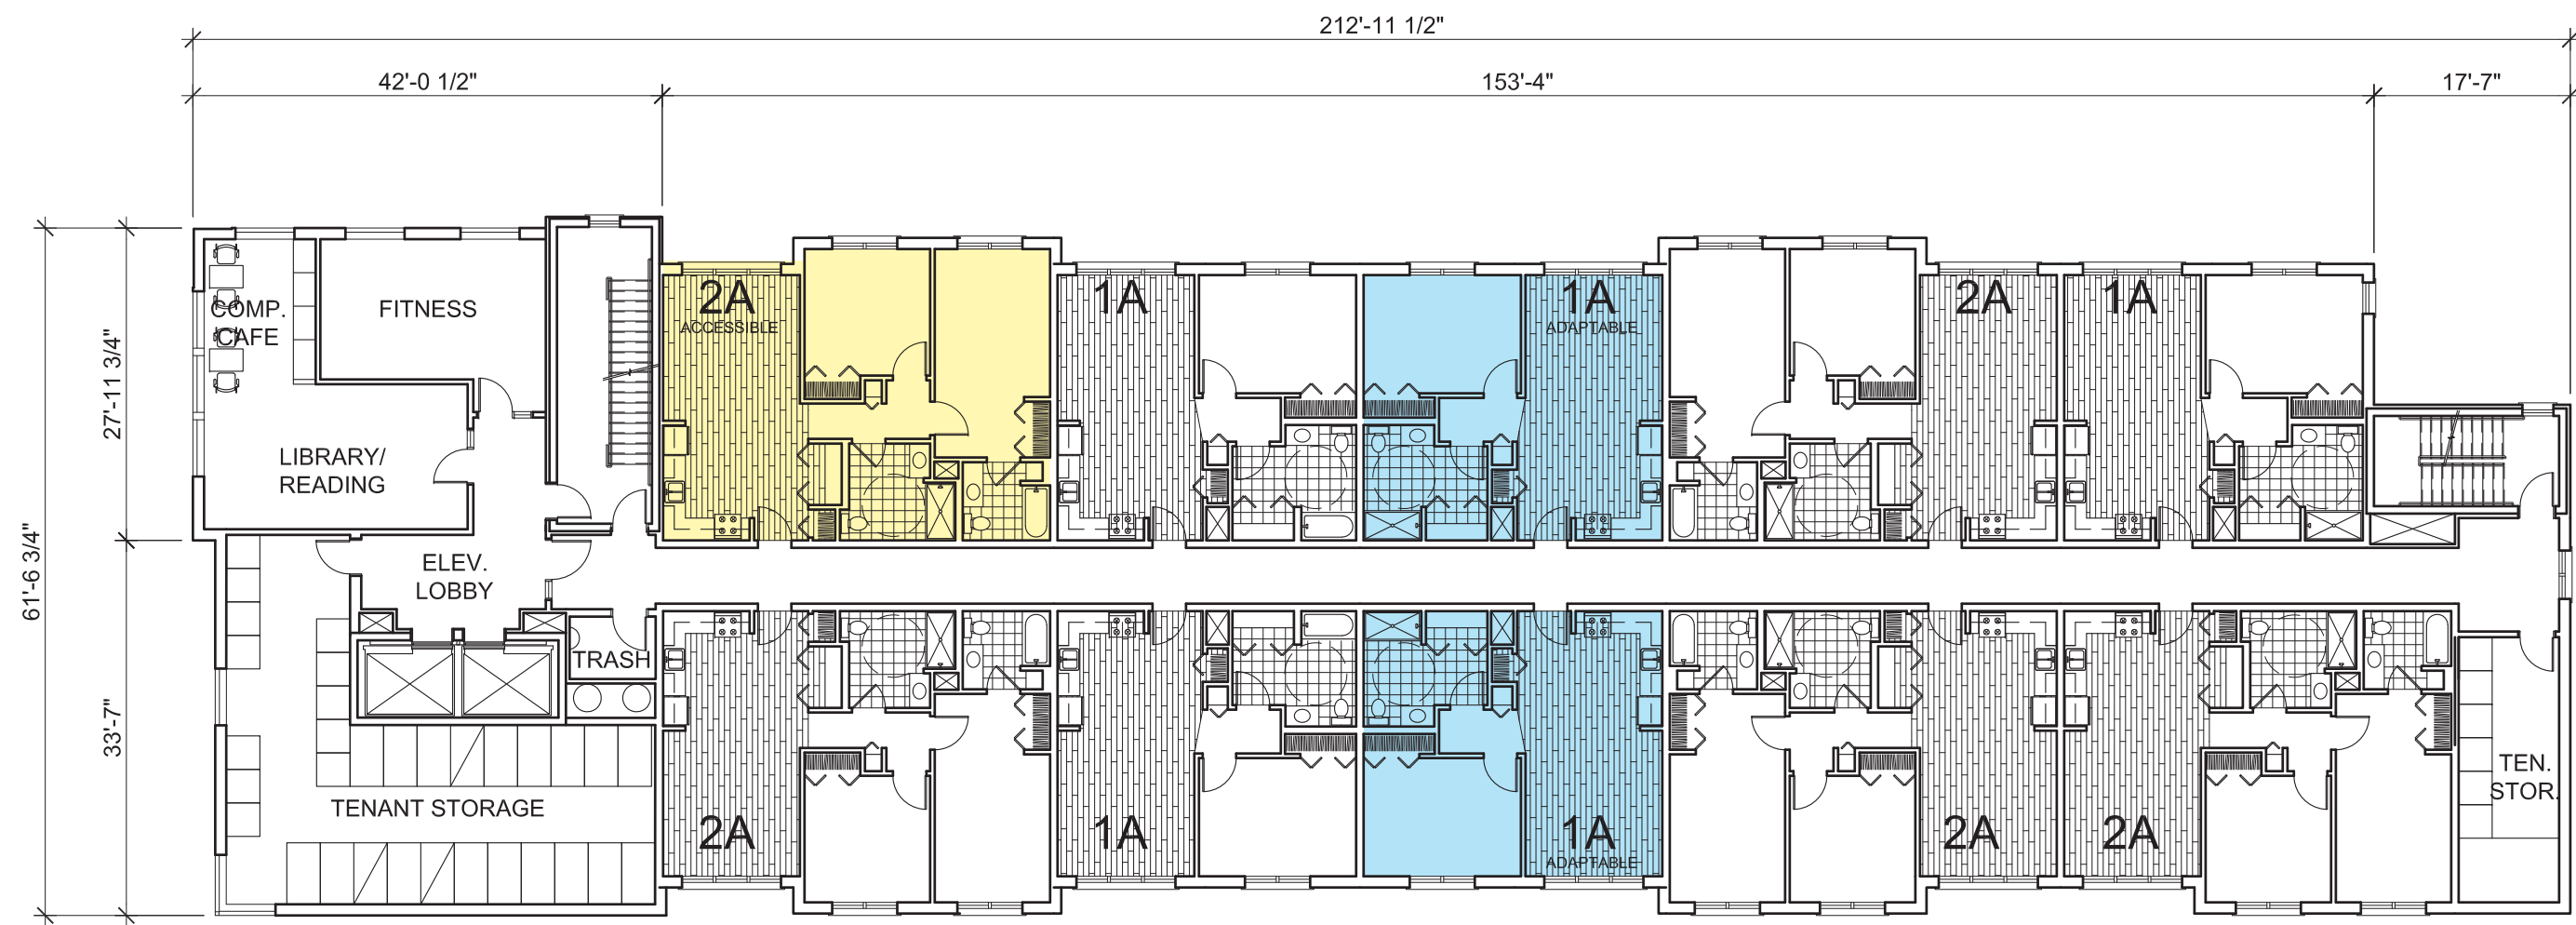 212'-11 1/2"
42'-0 1/2"
153'-4"
17'-7"
61'-6 3/4"
27'-11 3/4"
33'-7"
COMP.
CAFE
FITNESS
LIBRARY/
READING
ELEV.
LOBBY
TRASH
TENANT STORAGE
2A
ACCESSIBLE
1A
1A
ADAPTABLE
2A
1A
2A
1A
1A
ADAPTABLE
2A
2A
TEN.
STOR.